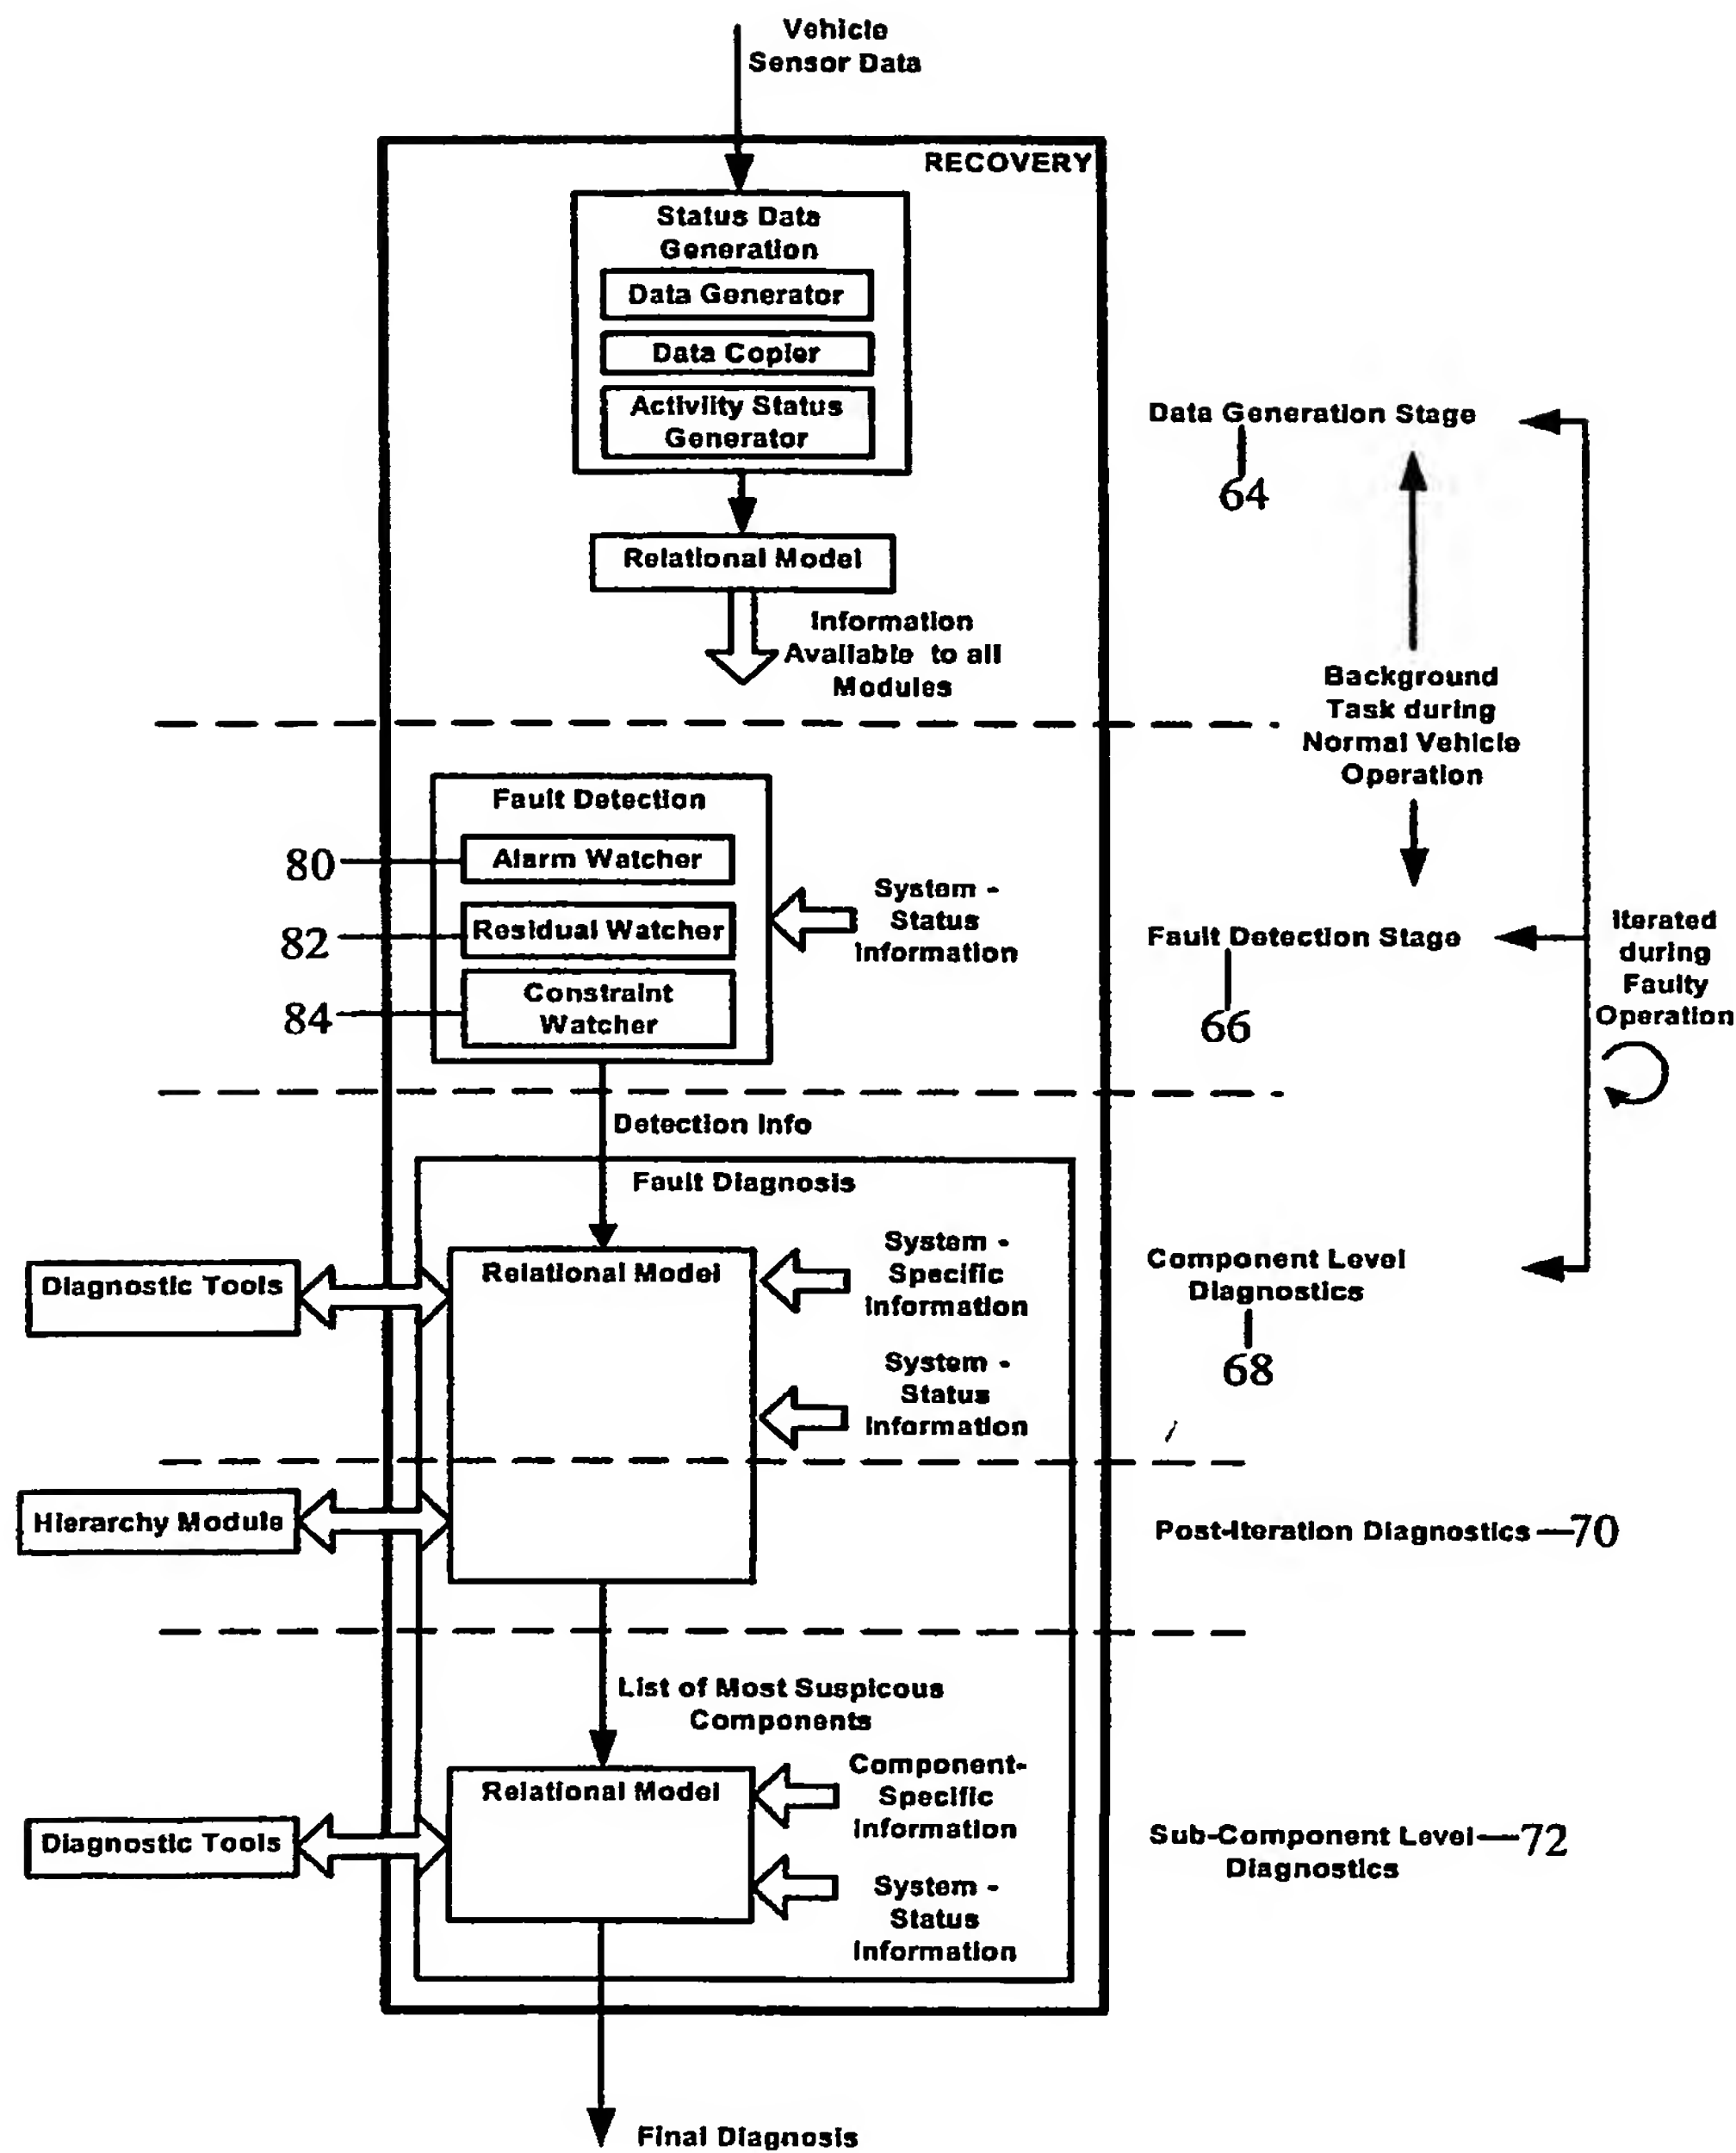 Vehicle
Sensor Data
RECOVERY
Status Data
Generation
Data Generator
Data Copier
Activity Status
Generator
Data Generation Stage
64
Relational Model
Information
Available to all
Modules
Background
Task during
Normal Vehicle
Operation
Fault Detection
80
Alarm Watcher
82
Residual Watcher
84
Constraint
Watcher
System -
Status
Information
Fault Detection Stage
66
Iterated
during
Faulty
Operation
Detection Info
Fault Diagnosis
Diagnostic Tools
Relational Model
System -
Specific
Information
System -
Status
Information
Component Level
Diagnostics
68
Hierarchy Module
Post-Iteration Diagnostics
70
List of Most Suspicous
Components
Relational Model
Diagnostic Tools
Component-
Specific
Information
System -
Status
Information
Sub-Component Level
Diagnostics
72
Final Diagnosis